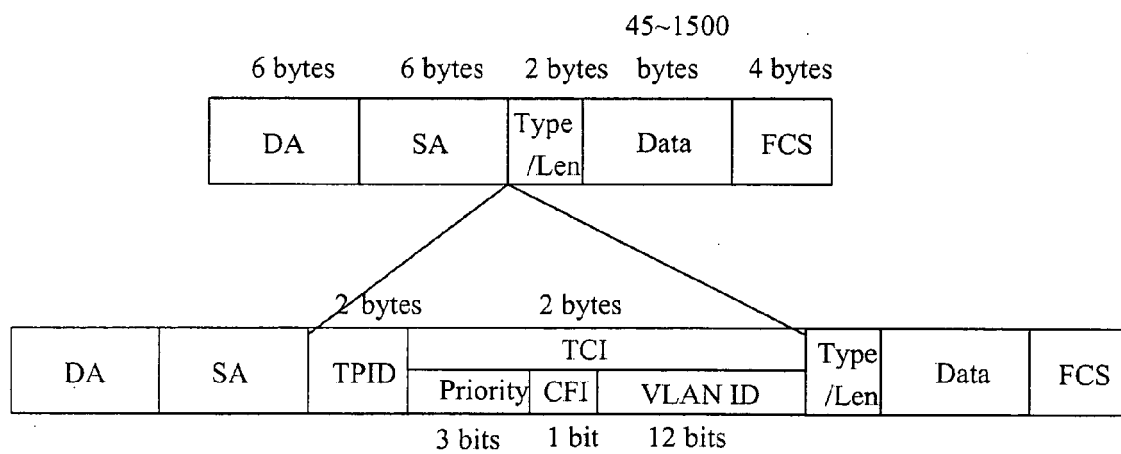 45~1500
6 bytes 6 bytes 2 bytes bytes 4 bytes
DA SA Type /Len Data FCS
2 bytes 2 bytes
DA SA TPID TCI Type /Len Data FCS
Priority CFI VLAN ID
3 bits 1 bit 12 bits